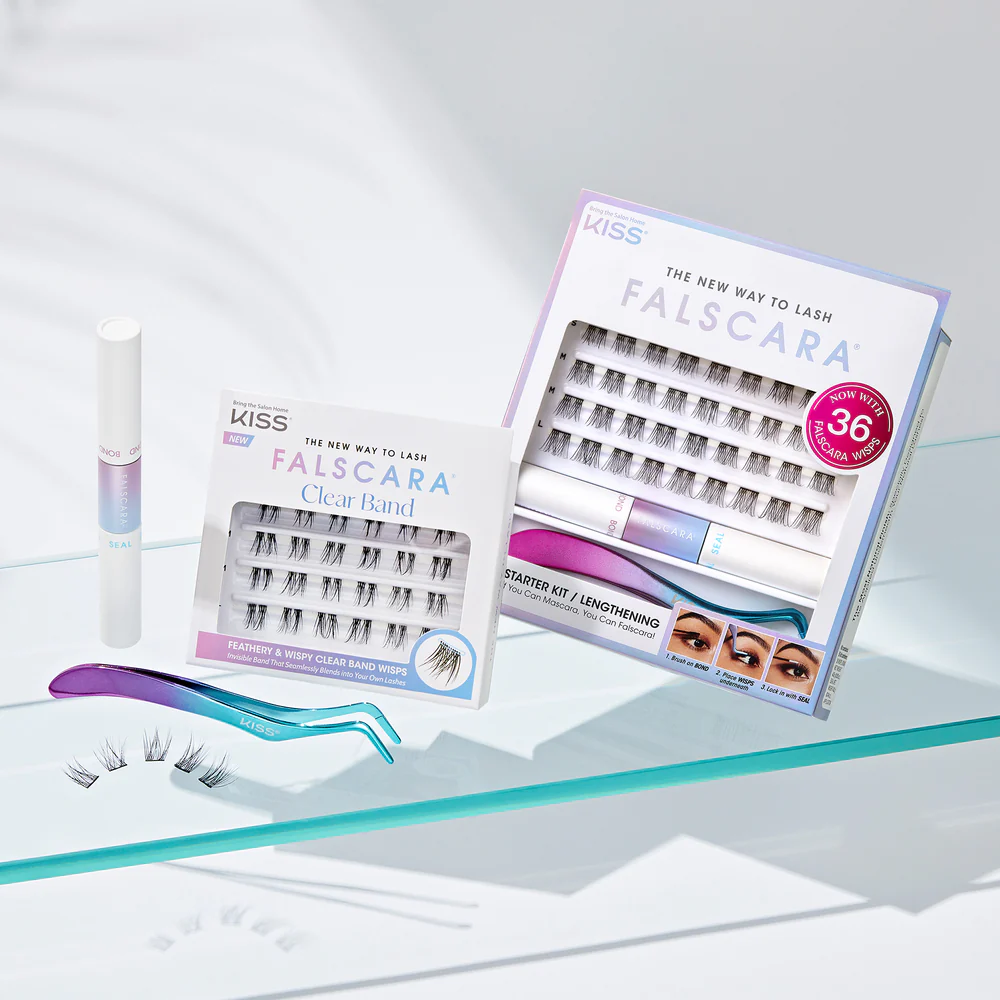 BOND
FALSCARA
SEAL
KISS
Bring the Salon Home
KISS
NEW
THE NEW WAY TO LASH
FALSCARA
Clear Band
FEATHERY & WISPY CLEAR BAND WISPS
Invisible Band That Seamlessly Blends into Your Own Lashes
Bring the Salon Home
KISS
THE NEW WAY TO LASH
FALSCARA®
S
M
M
L
NOW WITH
36
FALSCARA WISPS
BOND
FALSCARA
SEAL
STARTER KIT / LENGTHENING
You Can Mascara, You Can Falscara!
1. Brush on BOND
2. Place WISPS
underneath
3. Lock in with SEAL